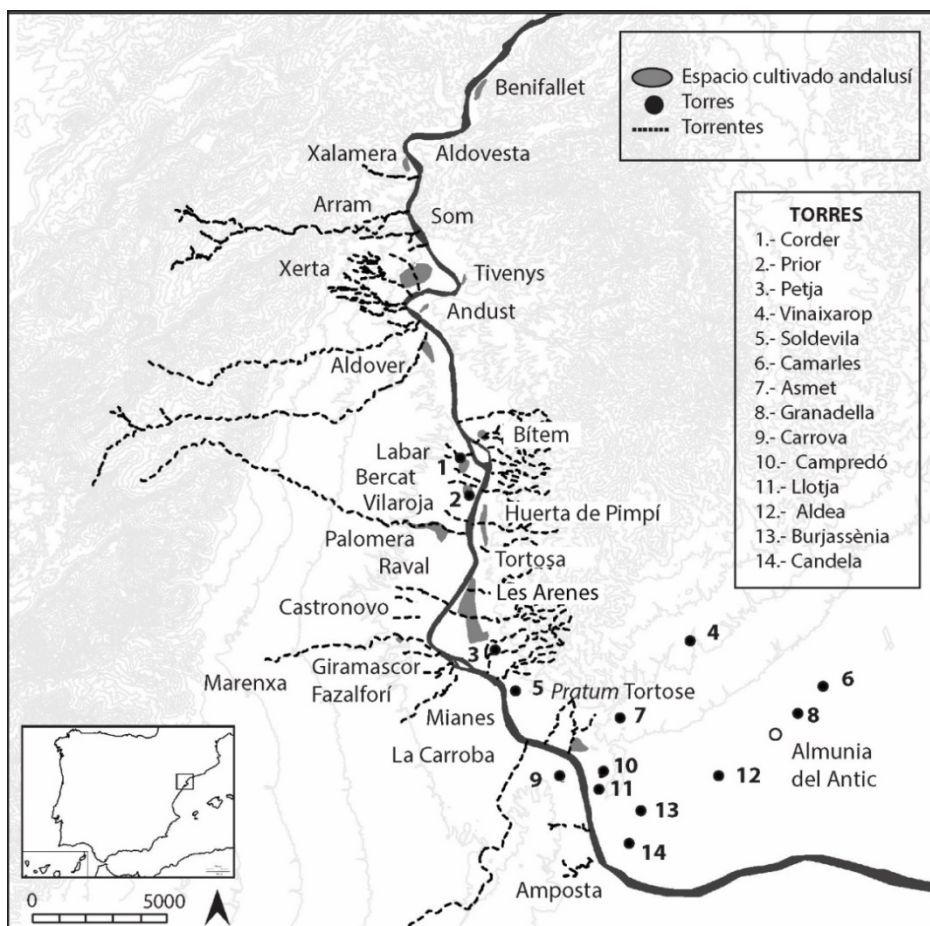 Benifallet
Espacio cultivado andalusí
Torres
Torrentes
Xalamera
Aldovesta
Arram
Som
Xerta
Tivenys
Andust
Aldover
TORRES
1.- Corder
2.- Prior
3.- Petja
4.- Vinaixarop
5.- Soldevila
6.- Camarles
7.- Asmet
8.- Granadella
9.- Carrova
10.- Campredó
11.- Llotja
12.- Aldea
13.- Burjassènia
14.- Candela
Bítem
Labar
1
Bercat
Vilaroja
2
Huerta de Pimpí
Palomera
Raval
Tortosa
Les Arenes
Castronovo
3
4
Giramascor
Marenxa
Fazalforí
5
Pratum Tortose
6
Mianes
7
8
La Carroba
Almunia
del Antic
9
10
11
12
13
14
Amposta
0
5000